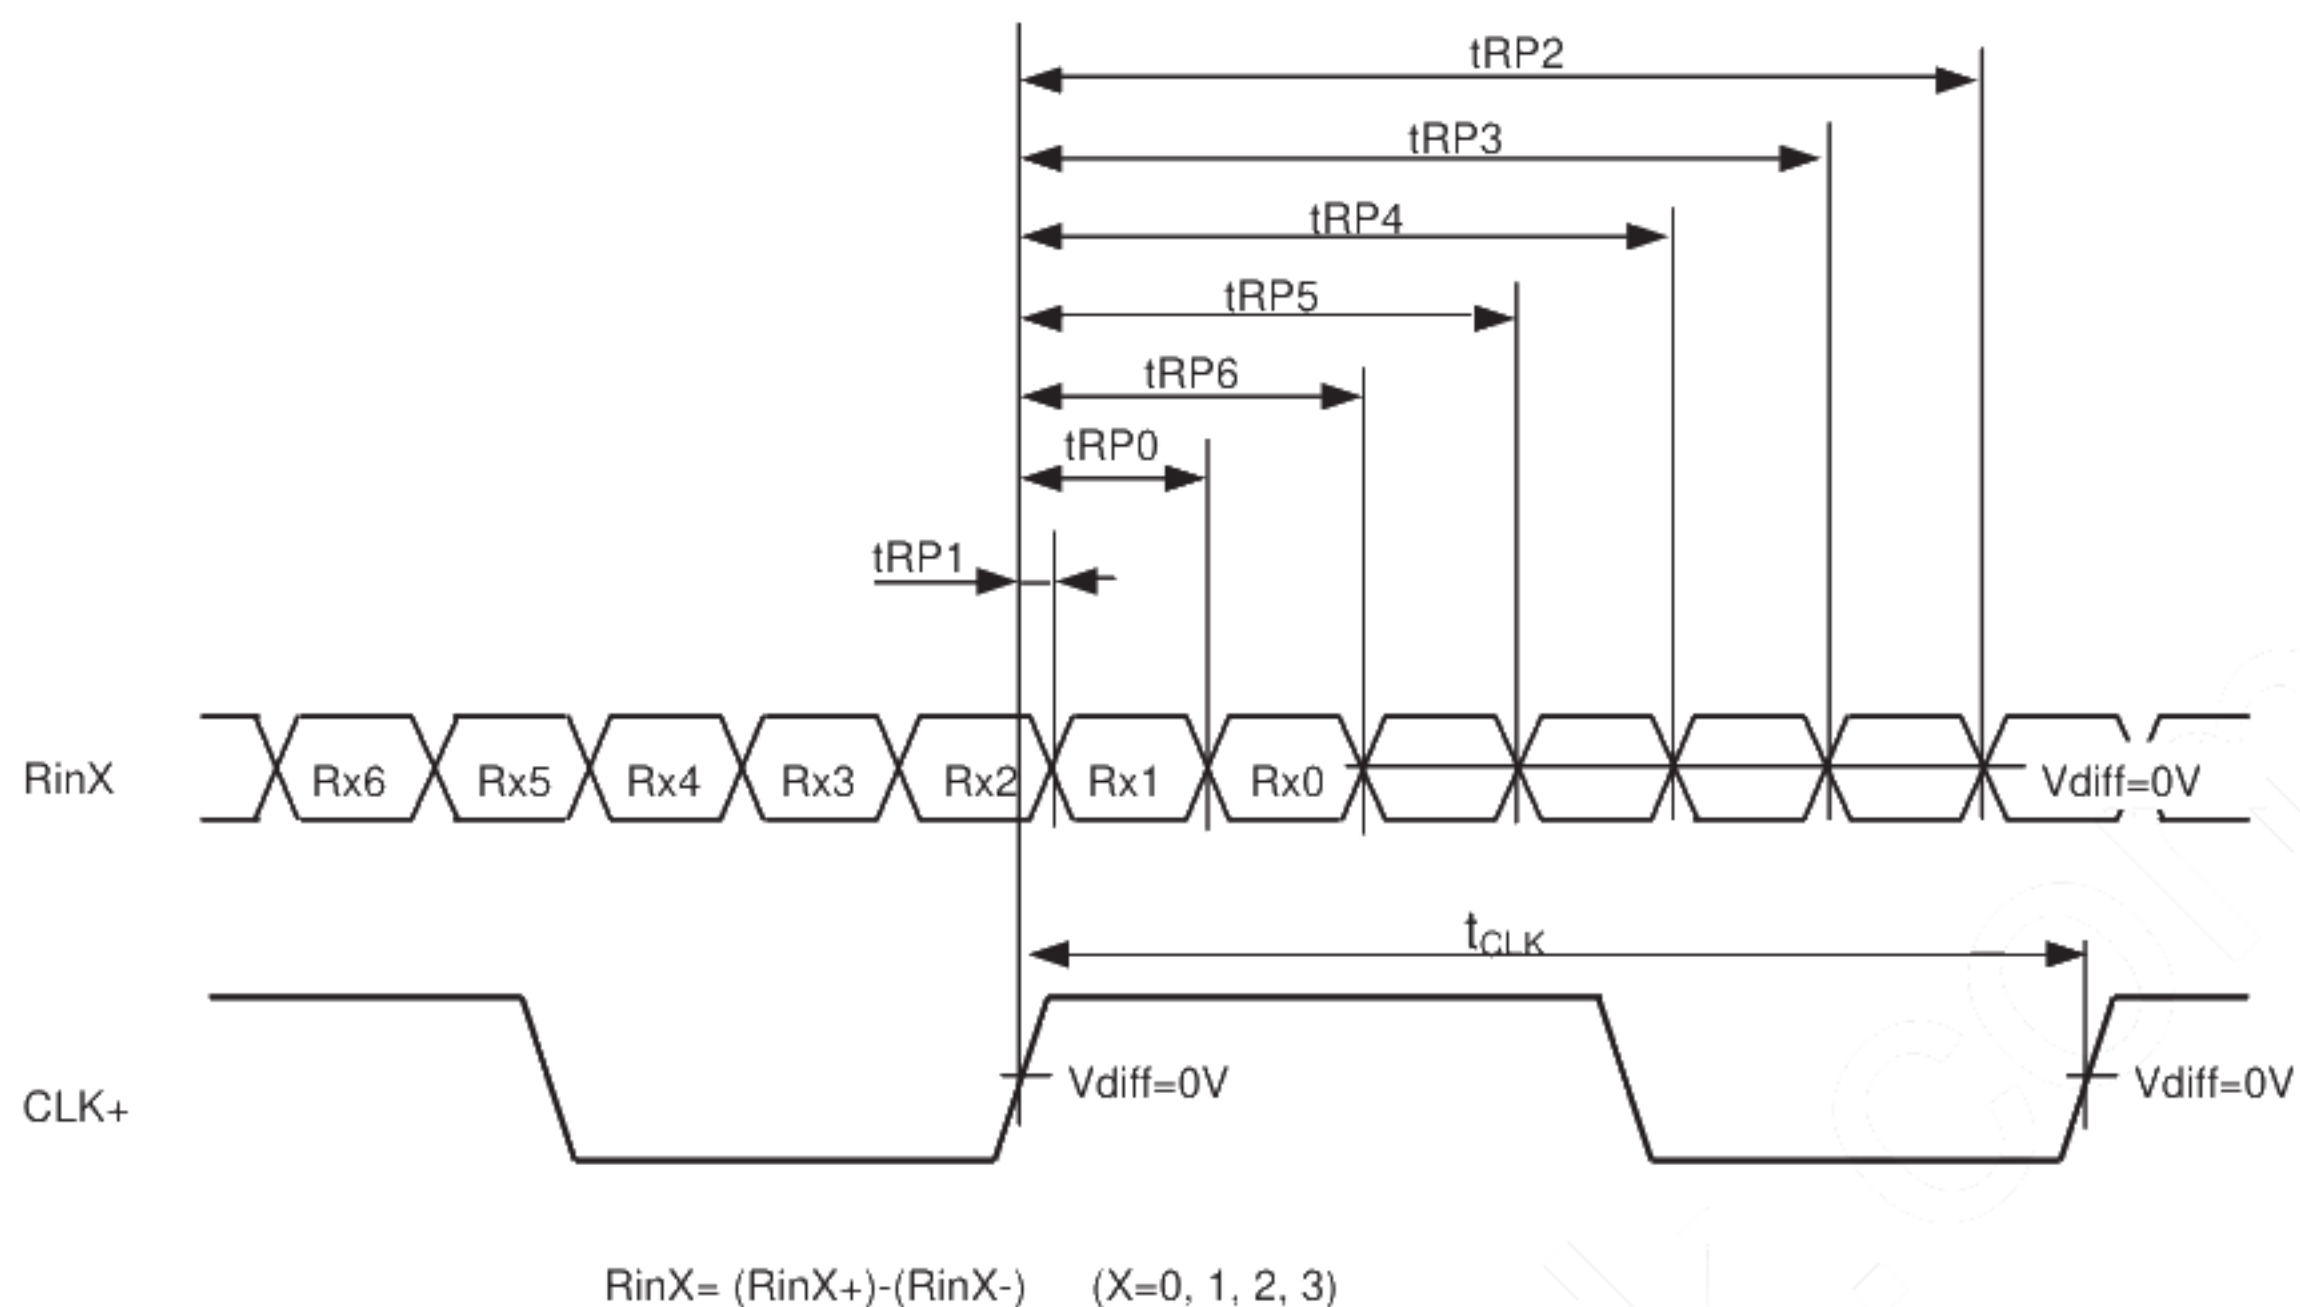 tRP2
tRP3
tRP4
tRP5
tRP6
tRP0
tRP1
RinX Rx6 Rx5 Rx4 Rx3 Rx2 Rx1 Rx0 Vdiff=0V
tCLK
CLK+ Vdiff=0V Vdiff=0V
RinX= (RinX+)-(RinX-) (X=0, 1, 2, 3)